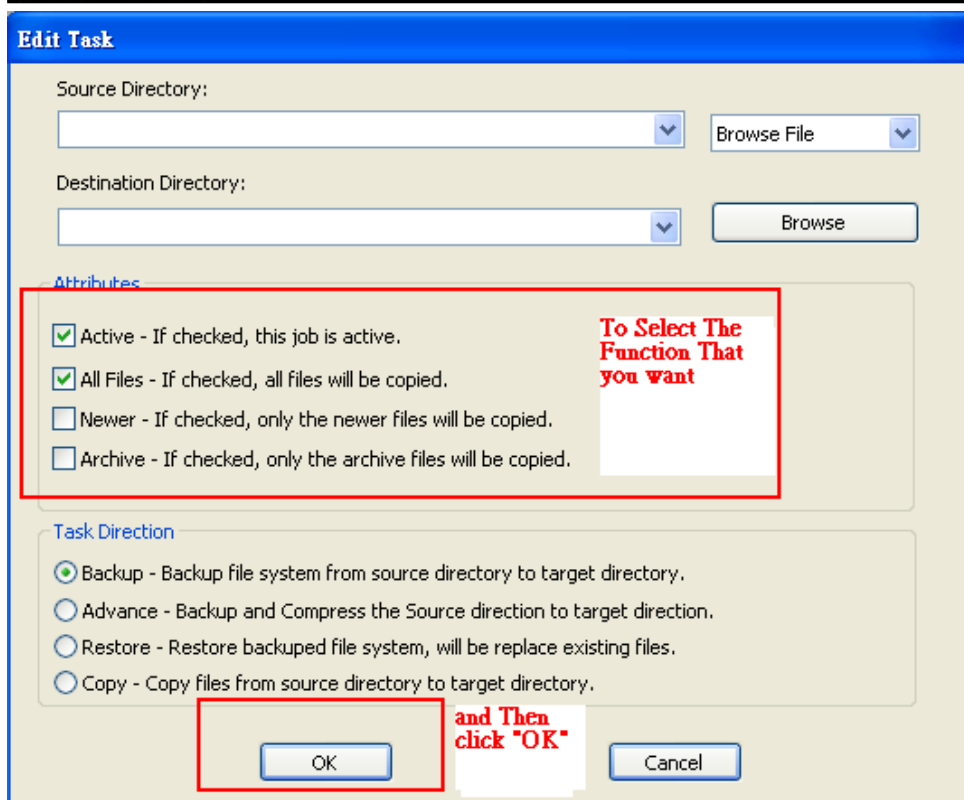 Edit Task
Source Directory:
Browse File
Destination Directory:
Browse
Attributes
Active - If checked, this job is active.
To Select The
Function That
you want
All Files - If checked, all files will be copied.
Newer - If checked, only the newer files will be copied.
Archive - If checked, only the archive files will be copied.
Task Direction
Backup - Backup file system from source directory to target directory.
Advance - Backup and Compress the Source direction to target direction.
Restore - Restore backuped file system, will be replace existing files.
Copy - Copy files from source directory to target directory.
and Then
click "OK"
OK
Cancel